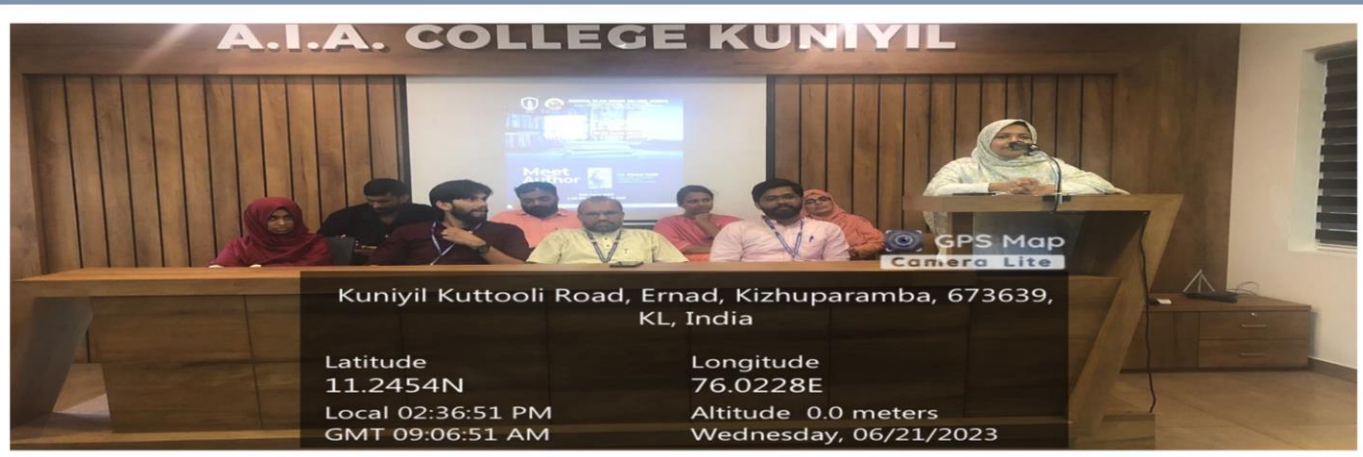 A.I.A. COLLEGE KUNIYIL
Meet
Author
GPS Map
Camera Lite
Kuniyil Kuttooli Road, Ernad, Kizhuparamba, 673639,
KL, India
Latitude
11.2454N
Longitude
76.0228E
Local 02:36:51 PM
GMT 09:06:51 AM
Altitude 0.0 meters
Wednesday, 06/21/2023